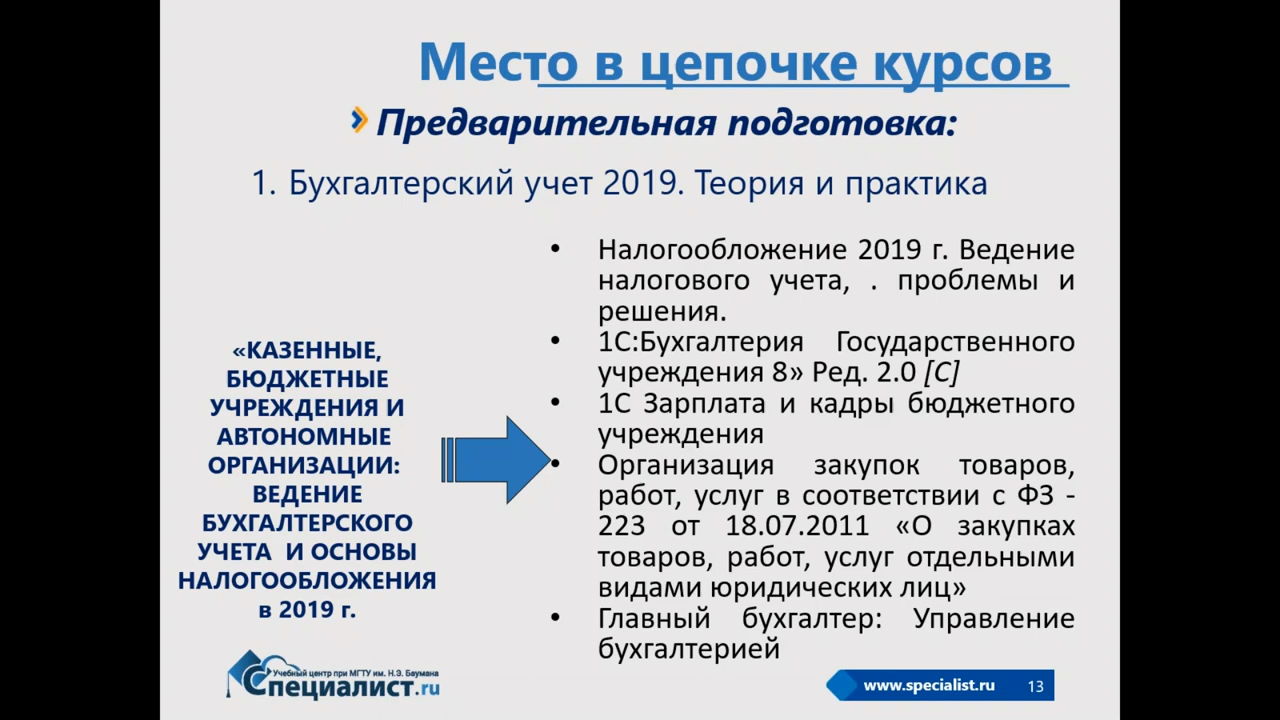 Место в цепочке курсов
Предварительная подготовка:
1. Бухгалтерский учет 2019. Теория и практика
«КАЗЕННЫЕ,
БЮДЖЕТНЫЕ
УЧРЕЖДЕНИЯ И
АВТОНОМНЫЕ
ОРГАНИЗАЦИИ:
ВЕДЕНИЕ
БУХГАЛТЕРСКОГО
УЧЕТА И ОСНОВЫ
НАЛОГООБЛОЖЕНИЯ
в 2019 г.
• Налогообложение 2019 г. Ведение
налогового учета, . проблемы и
решения.
• 1С:Бухгалтерия Государственного
учреждения 8» Ред. 2.0 [С]
• 1С Зарплата и кадры бюджетного
учреждения
• Организация закупок товаров,
работ, услуг в соответствии с ФЗ -
223 от 18.07.2011 «О закупках
товаров, работ, услуг отдельными
видами юридических лиц»
• Главный бухгалтер: Управление
бухгалтерией
Учебный центр при МГТУ им. Н.Э. Баумана
Специалист.ru
www.specialist.ru 13